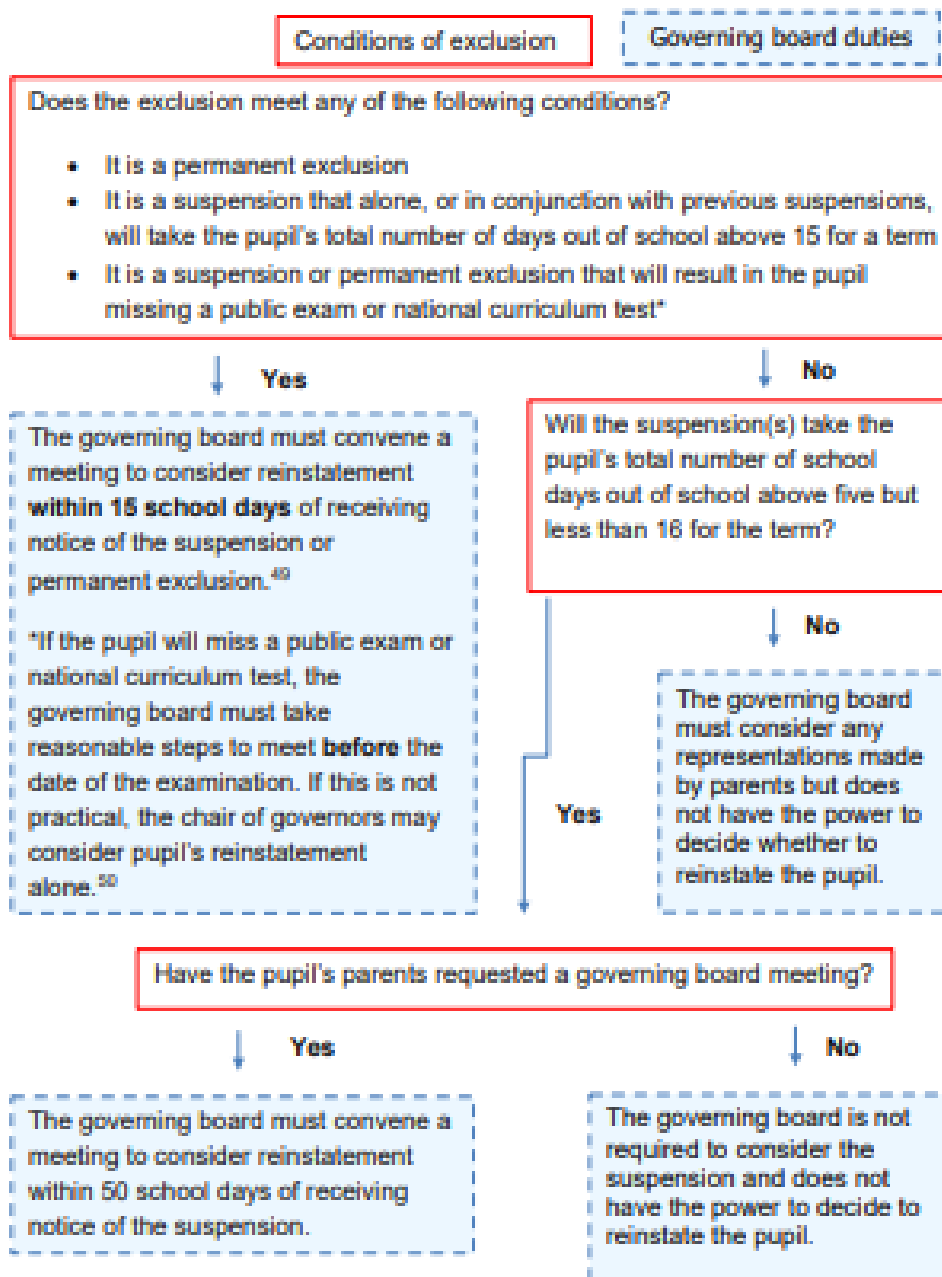 Conditions of exclusion
Governing board duties
Does the exclusion meet any of the following conditions?
• It is a permanent exclusion
• It is a suspension that alone, or in conjunction with previous suspensions,
will take the pupil's total number of days out of school above 15 for a term
• It is a suspension or permanent exclusion that will result in the pupil
missing a public exam or national curriculum test*
Yes
No
The governing board must convene a
meeting to consider reinstatement
within 15 school days of receiving
notice of the suspension or
permanent exclusion.49
*If the pupil will miss a public exam or
national curriculum test, the
governing board must take
reasonable steps to meet before the
date of the examination. If this is not
practical, the chair of governors may
consider pupil's reinstatement
alone.50
Will the suspension(s) take the
pupil's total number of school
days out of school above five but
less than 16 for the term?
No
The governing board
must consider any
representations made
by parents but does
not have the power to
decide whether to
reinstate the pupil.
Yes
Have the pupil's parents requested a governing board meeting?
Yes
No
The governing board must convene a
meeting to consider reinstatement
within 50 school days of receiving
notice of the suspension.
The governing board is not
required to consider the
suspension and does not
have the power to decide to
reinstate the pupil.